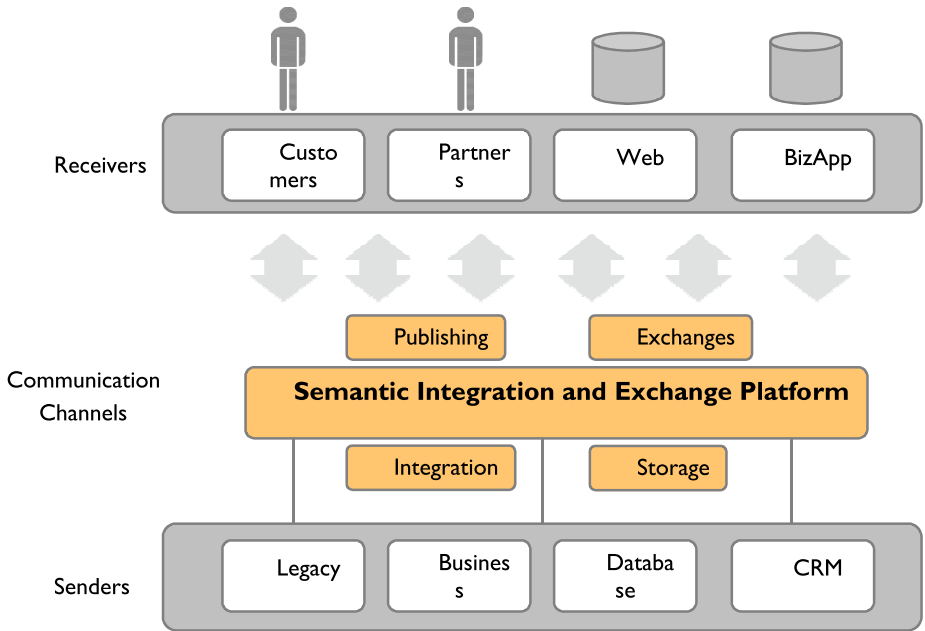 Receivers
Custo
mers
Partner
s
Web
BizApp
Publishing
Exchanges
Communication
Channels
Semantic Integration and Exchange Platform
Integration
Storage
Senders
Legacy
Busines
s
Databa
se
CRM